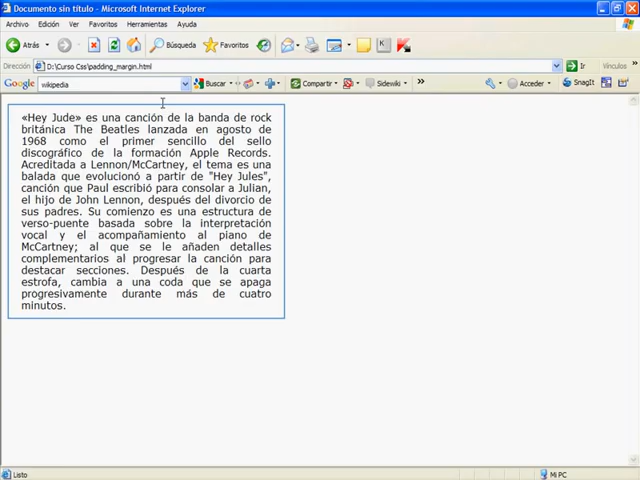 Documento sin título - Microsoft Internet Explorer
Archivo Edición Ver Favoritos Herramientas Ayuda
Atrás Búsqueda Favoritos
Dirección D:\Curso Css\padding_margin.html Ir Vínculos »
Google wikipedia Buscar Compartir Sidewiki » Acceder SnagIt
«Hey Jude» es una canción de la banda de rock
británica The Beatles lanzada en agosto de
1968 como el primer sencillo del sello
discográfico de la formación Apple Records.
Acreditada a Lennon/McCartney, el tema es una
balada que evolucionó a partir de "Hey Jules",
canción que Paul escribió para consolar a Julian,
el hijo de John Lennon, después del divorcio de
sus padres. Su comienzo es una estructura de
verso-puente basada sobre la interpretación
vocal y el acompañamiento al piano de
McCartney; al que se le añaden detalles
complementarios al progresar la canción para
destacar secciones. Después de la cuarta
estrofa, cambia a una coda que se apaga
progresivamente durante más de cuatro
minutos.
Listo Mi PC